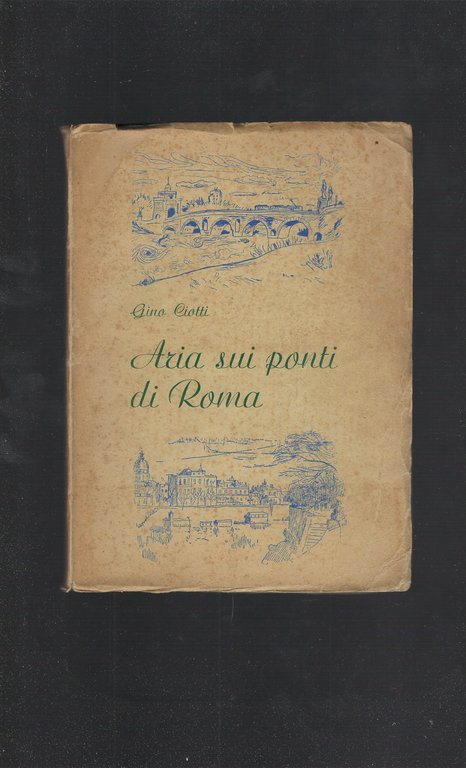 Gino Ciotti
Aria sui ponti
di Roma